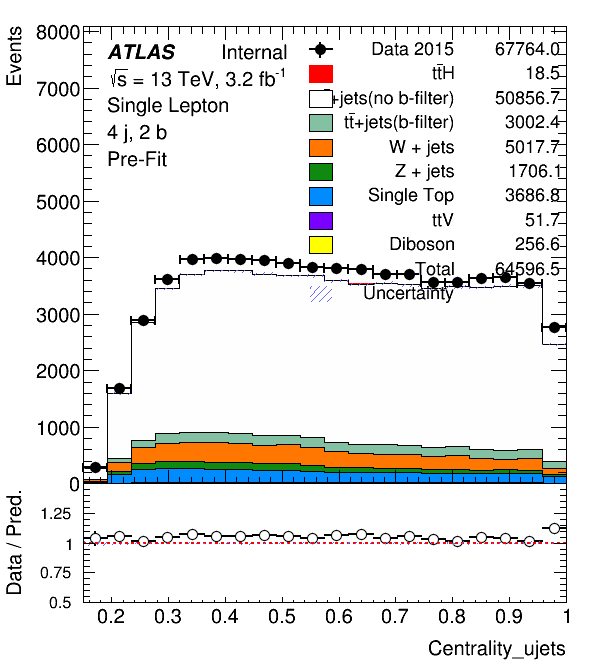 Events
8000
7000
6000
5000
4000
3000
2000
1000
0
ATLAS Internal
√s = 13 TeV, 3.2 fb⁻¹
Single Lepton
4 j, 2 b
Pre-Fit
Data 2015 67764.0
tt̄H 18.5
+jets(no b-filter) 50856.7
tt̄+jets(b-filter) 3002.4
W + jets 5017.7
Z + jets 1706.1
Single Top 3686.8
ttV 51.7
Diboson 256.6
Total 64596.5
Uncertainty
Data / Pred.
1.25
1
0.75
0.5
0.2 0.3 0.4 0.5 0.6 0.7 0.8 0.9 1
Centrality_ujets